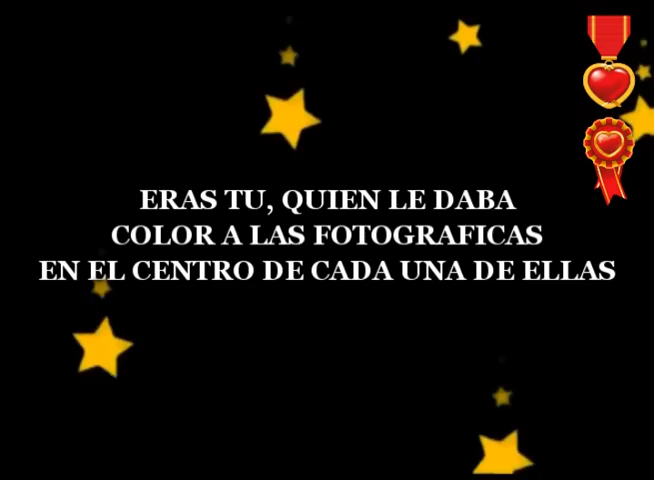 ERAS TU, QUIEN LE DABA
COLOR A LAS FOTOGRAFICAS
EN EL CENTRO DE CADA UNA DE ELLAS